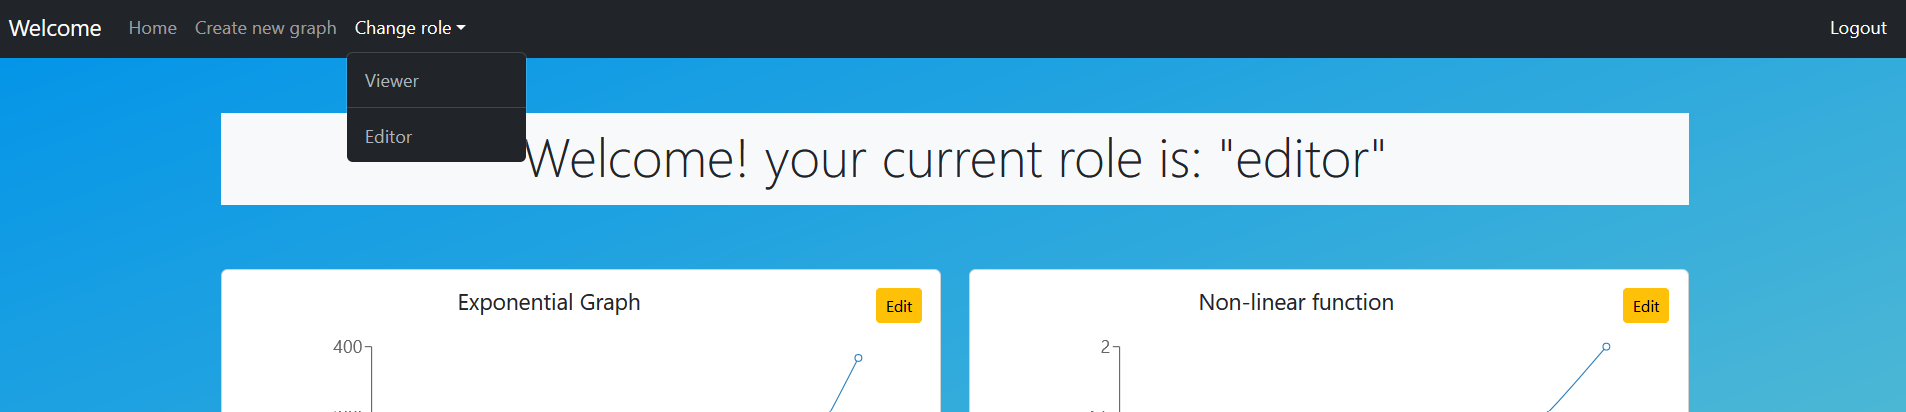 Welcome Home Create new graph Change role Logout
Viewer
Editor
Welcome! your current role is: "editor"
Exponential Graph Edit
Non-linear function Edit
400
2